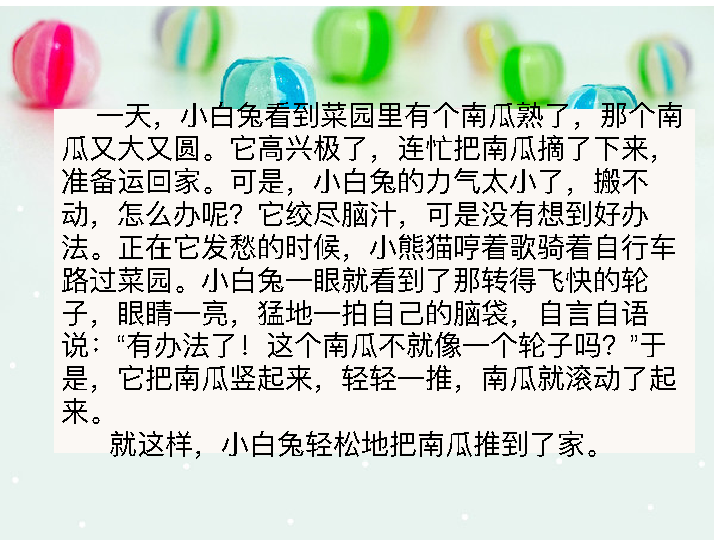 一天，小白兔看到菜园里有个南瓜熟了，那个南
瓜又大又圆。它高兴极了，连忙把南瓜摘了下来，
准备运回家。可是，小白兔的力气太小了，搬不
动，怎么办呢？它绞尽脑汁，可是没有想到好办
法。正在它发愁的时候，小熊猫哼着歌骑着自行车
路过菜园。小白兔一眼就看到了那转得飞快的轮
子，眼睛一亮，猛地一拍自己的脑袋，自言自语
说：“有办法了！这个南瓜不就像一个轮子吗？”于
是，它把南瓜竖起来，轻轻一推，南瓜就滚动了起
来。
就这样，小白兔轻松地把南瓜推到了家。